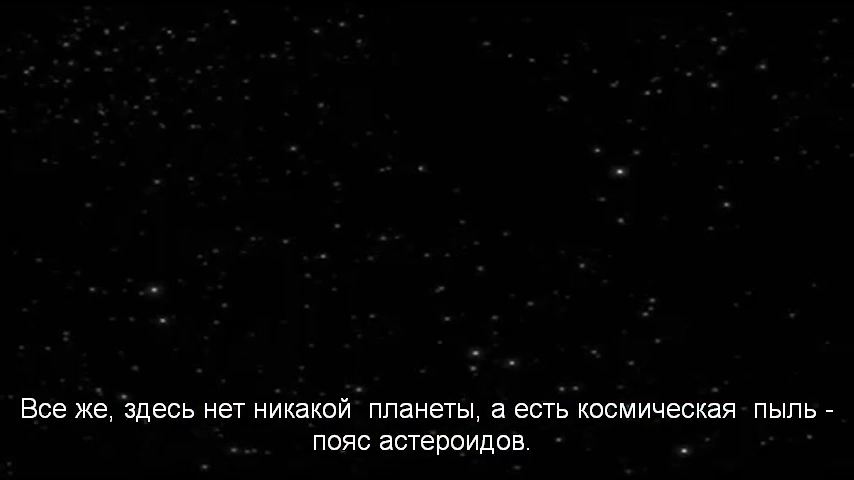 Все же, здесь нет никакой  планеты, а есть космическая  пыль -
пояс астероидов.